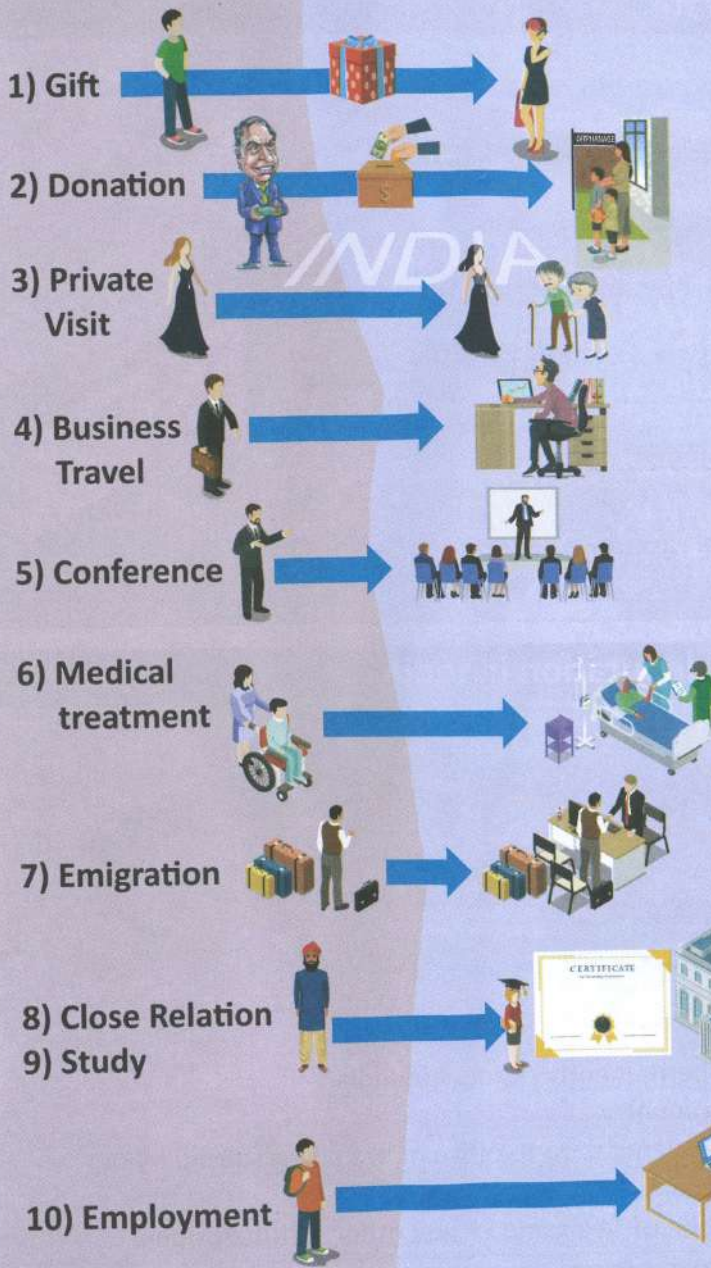 1) Gift
ORPHANAGE
2) Donation
$
INDIA
3) Private
Visit
4) Business
Travel
5) Conference
6) Medical
treatment
7) Emigration
CERTIFICATE
8) Close Relation
9) Study
10) Employment